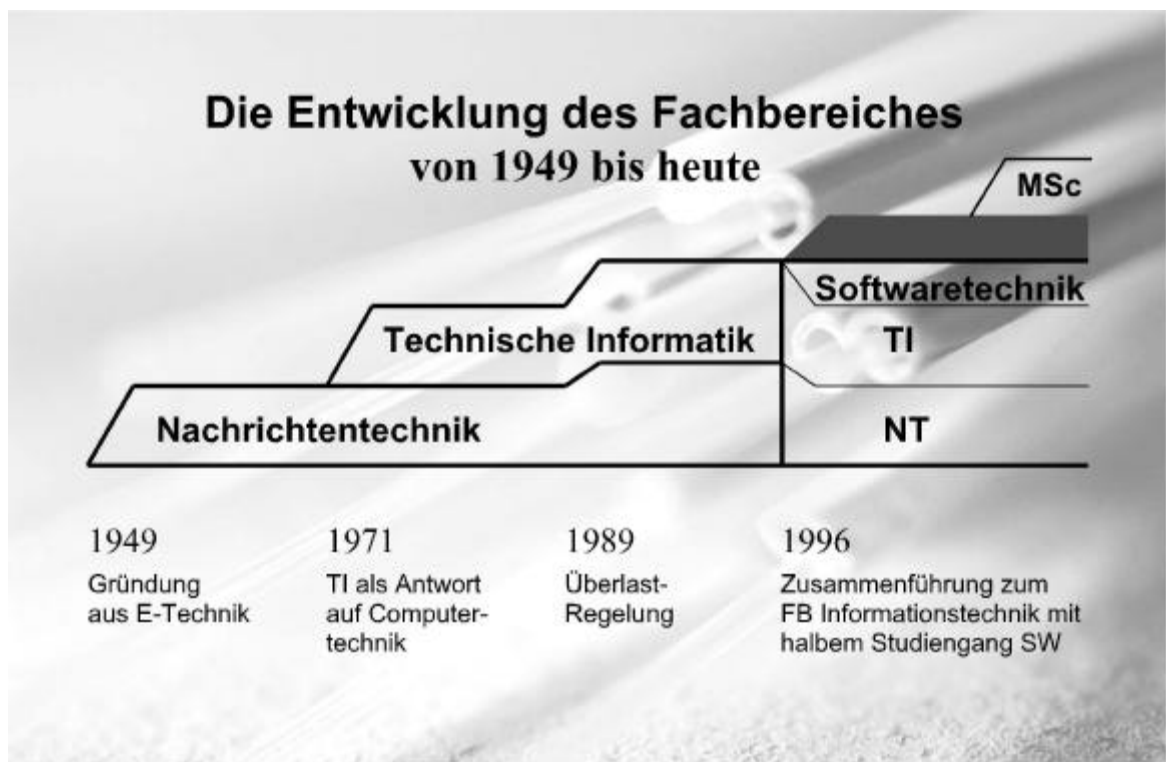 Die Entwicklung des Fachbereiches
von 1949 bis heute
MSc
Softwaretechnik
Technische Informatik
TI
Nachrichtentechnik
NT
1949
Gründung
aus E-Technik
1971
TI als Antwort
auf Computer-
technik
1989
Überlast-
Regelung
1996
Zusammenführung zum
FB Informationstechnik mit
halbem Studiengang SW